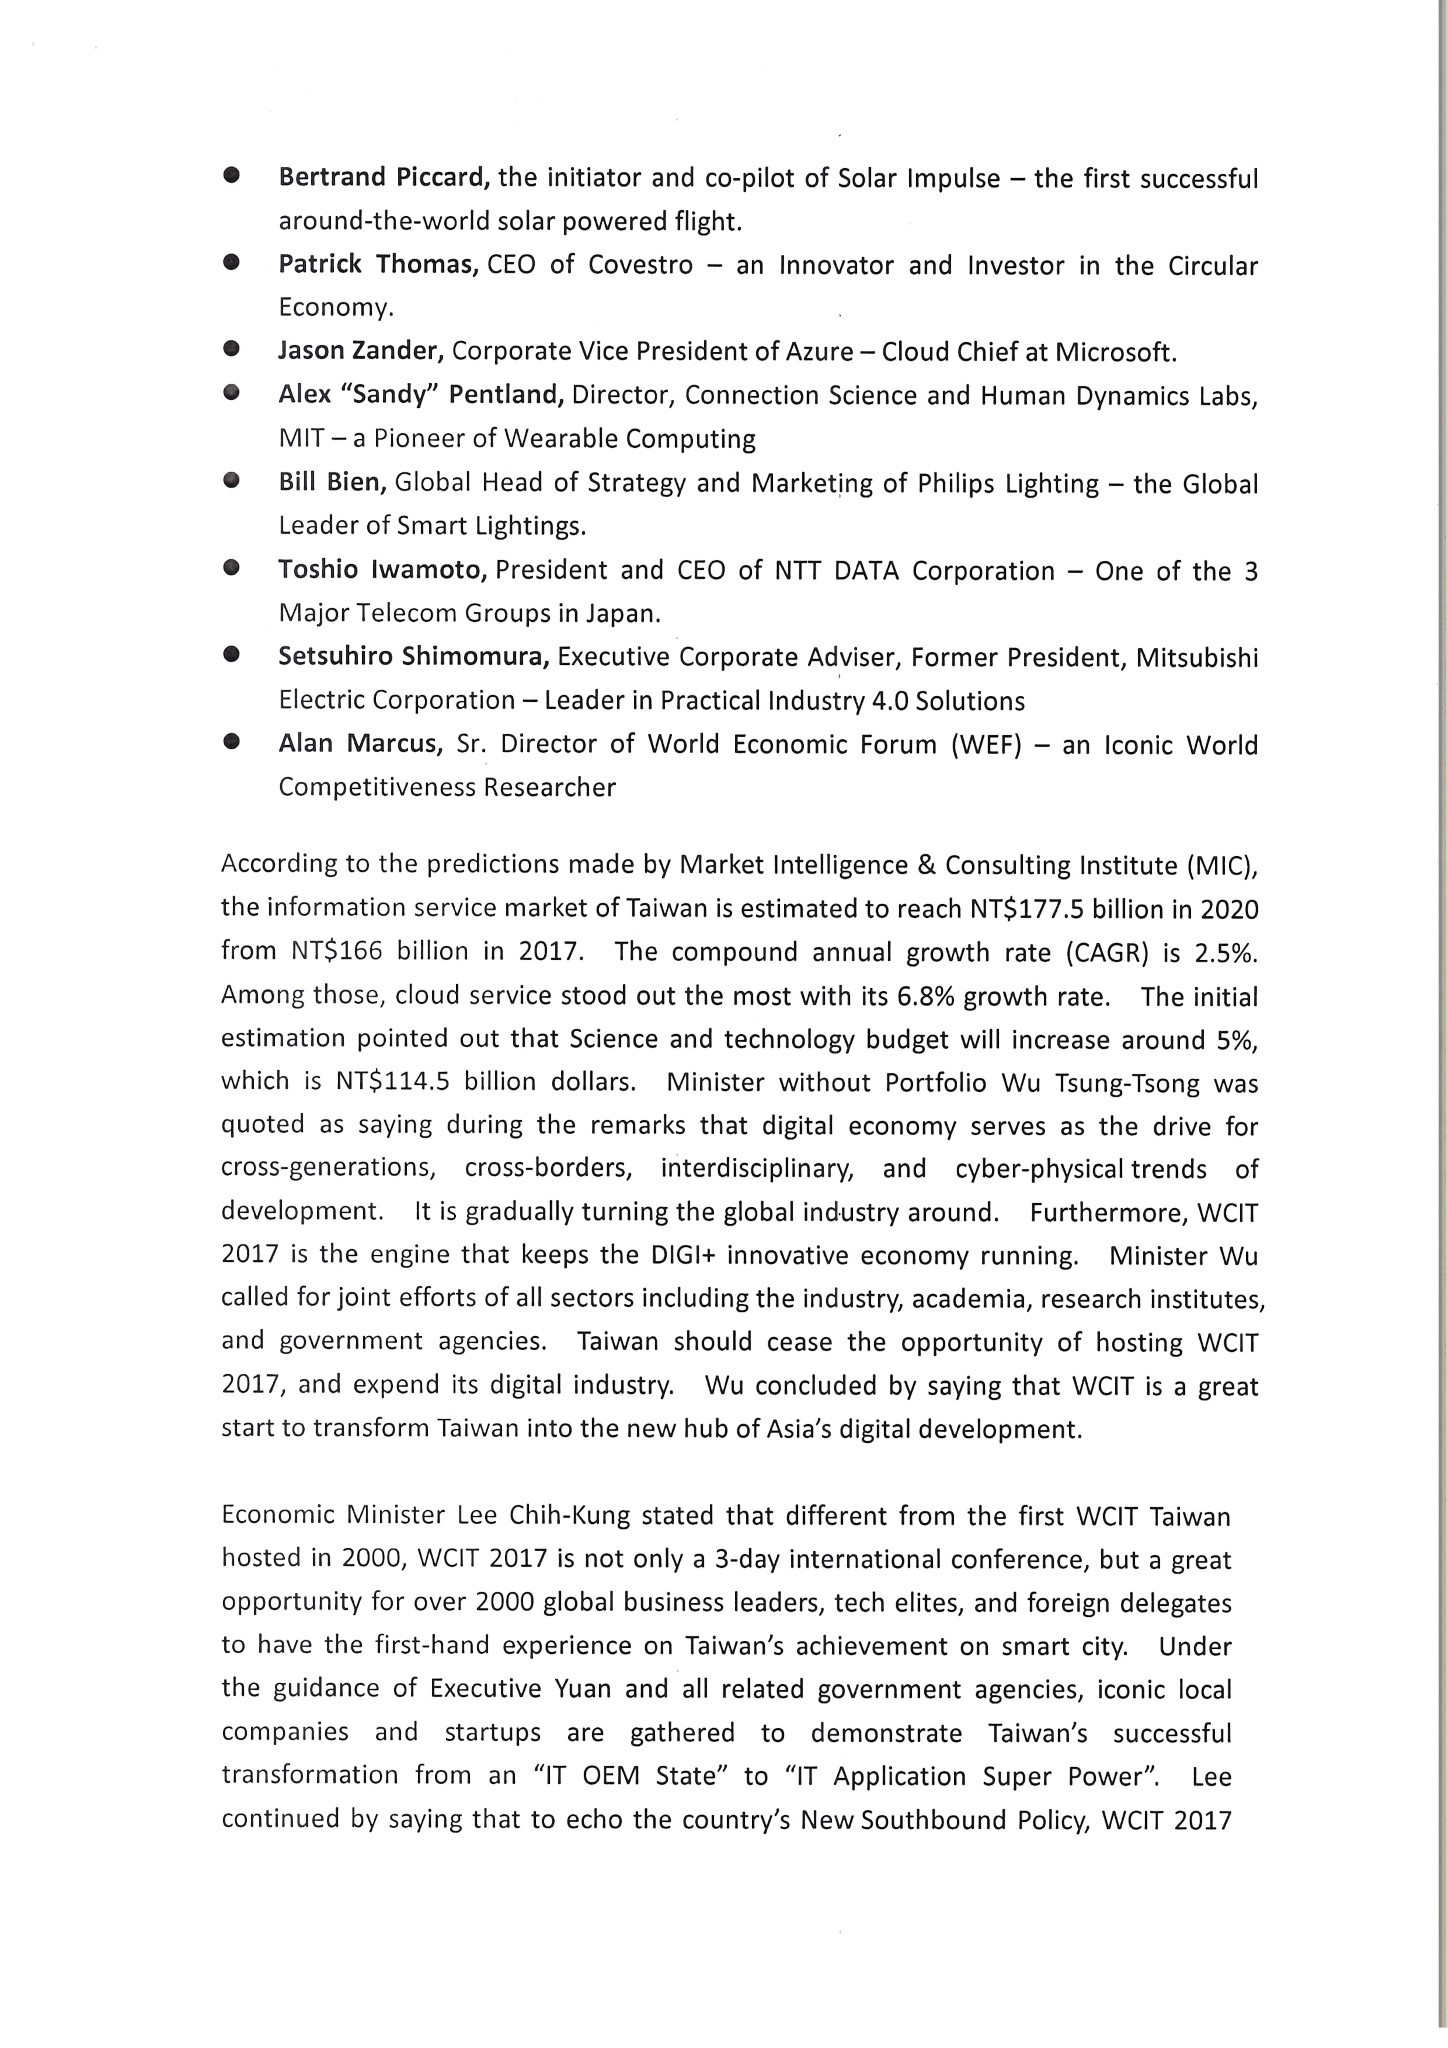 ● Bertrand Piccard, the initiator and co-pilot of Solar Impulse – the first successful
around-the-world solar powered flight.
● Patrick Thomas, CEO of Covestro – an Innovator and Investor in the Circular
Economy.
● Jason Zander, Corporate Vice President of Azure – Cloud Chief at Microsoft.
● Alex “Sandy” Pentland, Director, Connection Science and Human Dynamics Labs,
MIT – a Pioneer of Wearable Computing
● Bill Bien, Global Head of Strategy and Marketing of Philips Lighting – the Global
Leader of Smart Lightings.
● Toshio Iwamoto, President and CEO of NTT DATA Corporation – One of the 3
Major Telecom Groups in Japan.
● Setsuhiro Shimomura, Executive Corporate Adviser, Former President, Mitsubishi
Electric Corporation – Leader in Practical Industry 4.0 Solutions
● Alan Marcus, Sr. Director of World Economic Forum (WEF) – an Iconic World
Competitiveness Researcher
According to the predictions made by Market Intelligence & Consulting Institute (MIC),
the information service market of Taiwan is estimated to reach NT$177.5 billion in 2020
from NT$166 billion in 2017. The compound annual growth rate (CAGR) is 2.5%.
Among those, cloud service stood out the most with its 6.8% growth rate. The initial
estimation pointed out that Science and technology budget will increase around 5%,
which is NT$114.5 billion dollars. Minister without Portfolio Wu Tsung-Tsong was
quoted as saying during the remarks that digital economy serves as the drive for
cross-generations, cross-borders, interdisciplinary, and cyber-physical trends of
development. It is gradually turning the global industry around. Furthermore, WCIT
2017 is the engine that keeps the DIGI+ innovative economy running. Minister Wu
called for joint efforts of all sectors including the industry, academia, research institutes,
and government agencies. Taiwan should cease the opportunity of hosting WCIT
2017, and expend its digital industry. Wu concluded by saying that WCIT is a great
start to transform Taiwan into the new hub of Asia’s digital development.
Economic Minister Lee Chih-Kung stated that different from the first WCIT Taiwan
hosted in 2000, WCIT 2017 is not only a 3-day international conference, but a great
opportunity for over 2000 global business leaders, tech elites, and foreign delegates
to have the first-hand experience on Taiwan’s achievement on smart city. Under
the guidance of Executive Yuan and all related government agencies, iconic local
companies and startups are gathered to demonstrate Taiwan’s successful
transformation from an “IT OEM State” to “IT Application Super Power”. Lee
continued by saying that to echo the country’s New Southbound Policy, WCIT 2017